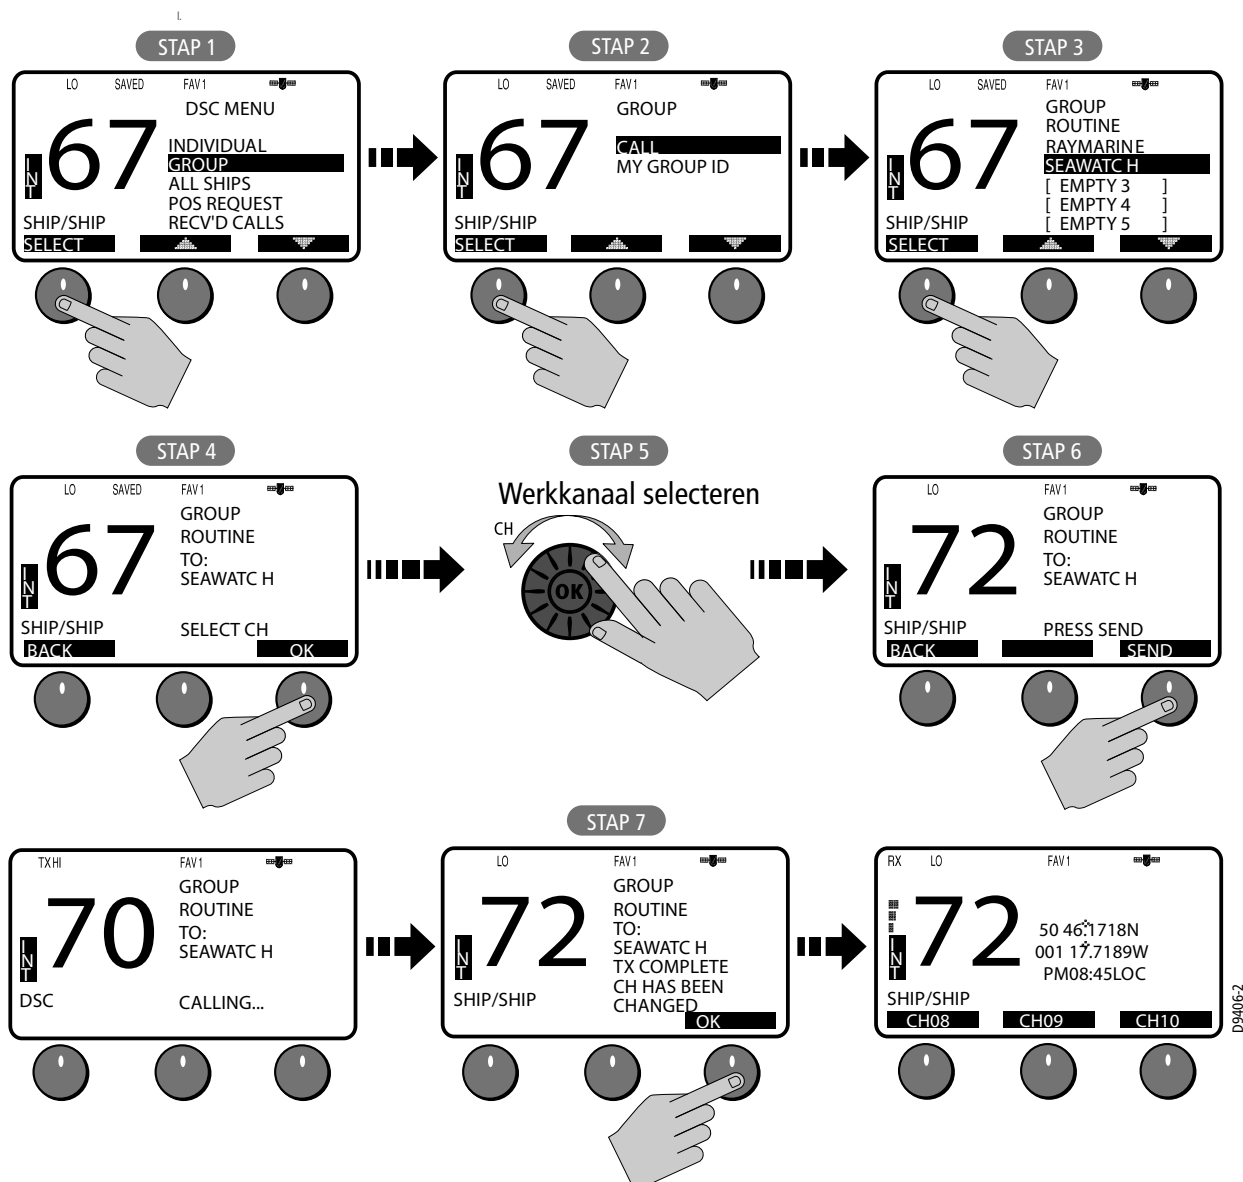 I.
STAP 1
LO SAVED FAV1
DSC MENU
67
INT
INDIVIDUAL
GROUP
ALL SHIPS
POS REQUEST
SHIP/SHIP RECV'D CALLS
SELECT
STAP 2
LO SAVED FAV1
GROUP
67
INT
CALL
MY GROUP ID
SHIP/SHIP
SELECT
STAP 3
LO SAVED FAV1
GROUP
ROUTINE
67
INT
RAYMARINE
SEAWATC H
[ EMPTY 3 ]
[ EMPTY 4 ]
SHIP/SHIP [ EMPTY 5 ]
SELECT
STAP 4
LO SAVED FAV1
GROUP
ROUTINE
67
INT
TO:
SEAWATC H
SHIP/SHIP SELECT CH
BACK OK
STAP 5
Werkkanaal selecteren
CH
OK
STAP 6
LO FAV1
GROUP
ROUTINE
72
INT
TO:
SEAWATC H
SHIP/SHIP PRESS SEND
BACK SEND
TX HI FAV1
GROUP
ROUTINE
70
INT
TO:
SEAWATC H
DSC CALLING...
STAP 7
LO FAV1
GROUP
ROUTINE
72
INT
TO:
SEAWATC H
TX COMPLETE
CH HAS BEEN
SHIP/SHIP CHANGED
OK
RX LO FAV1
72
INT
50 46.1718N
001 17.7189W
PM08:45LOC
SHIP/SHIP
CH08 CH09 CH10
D9406-2